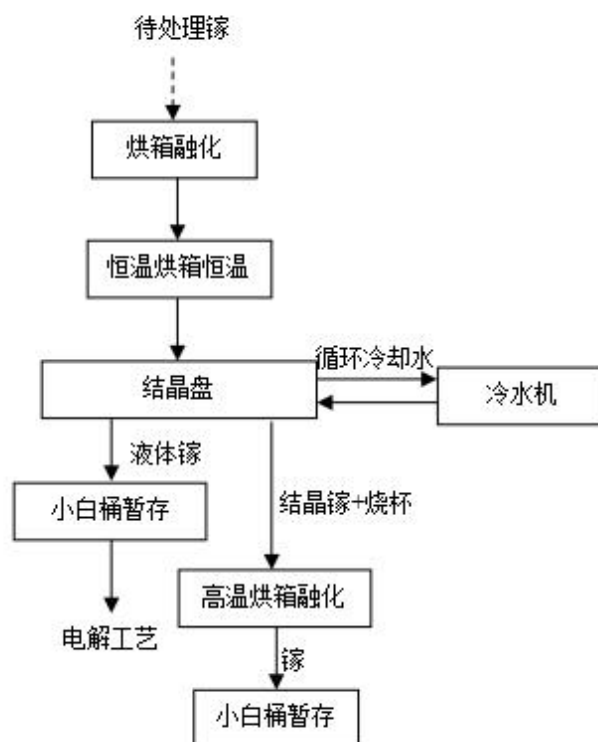 待处理镓
烘箱融化
恒温烘箱恒温
循环冷却水
结晶盘
冷水机
液体镓
小白桶暂存
结晶镓+烧杯
高温烘箱融化
电解工艺
镓
小白桶暂存